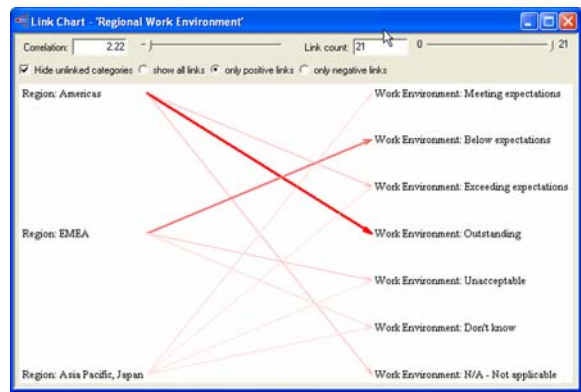 Link Chart - 'Regional Work Environment'
Correlation: 2.22 Link count: 21 0 21
Hide unlinked categories show all links only positive links only negative links
Region: Americas
Work Environment: Meeting expectations
Work Environment: Below expectations
Work Environment: Exceeding expectations
Region: EMEA
Work Environment: Outstanding
Work Environment: Unacceptable
Work Environment: Don't know
Region: Asia Pacific, Japan
Work Environment: N/A - Not applicable